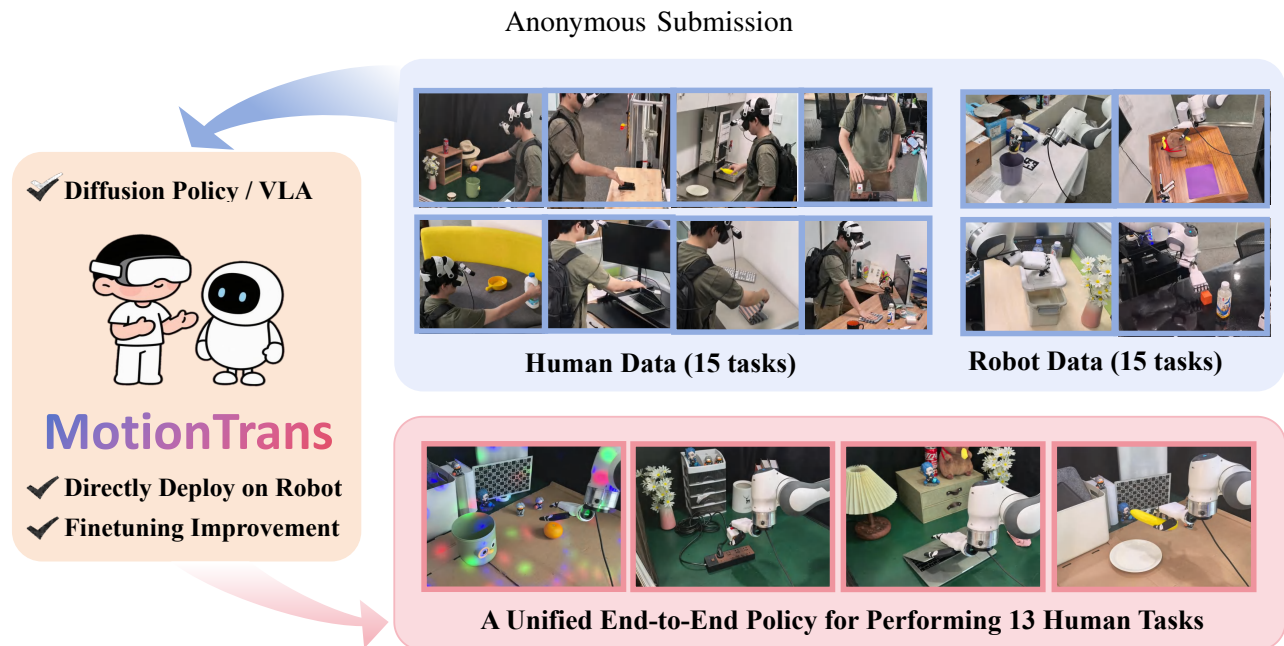 Anonymous Submission
Diffusion Policy / VLA
MotionTrans
Directly Deploy on Robot
Finetuning Improvement
Human Data (15 tasks)
Robot Data (15 tasks)
A Unified End-to-End Policy for Performing 13 Human Tasks